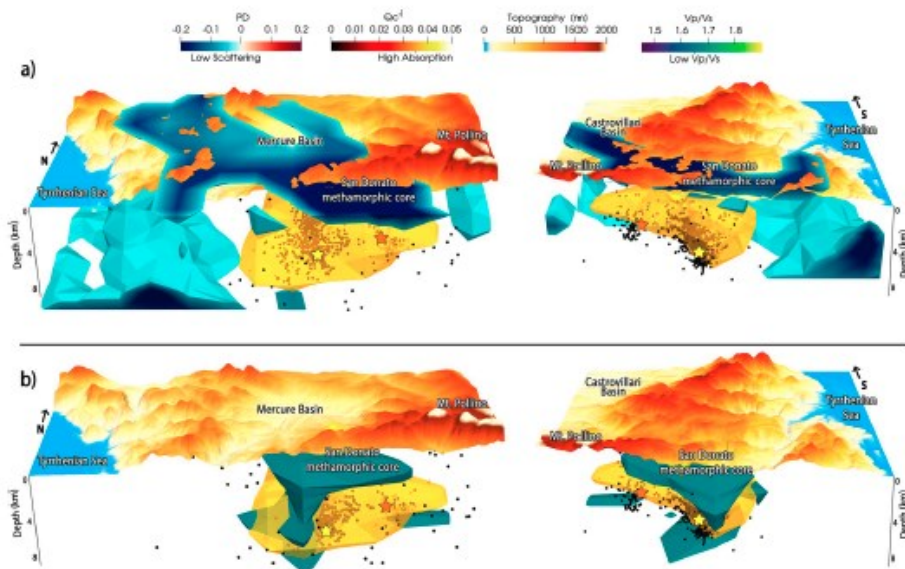 PD
Qc⁻¹
Topography (m)
Vp/Vs
-0.2 -0.1 0 0.1 0.2
0 0.01 0.02 0.03 0.04 0.05
0 500 1000 1500 2000
1.5 1.6 1.7 1.8
Low Scattering
High Absorption
Low Vp/Vs
a)
N
Tyrrhenian Sea
Mercure Basin
Mt. Pollino
San Donato
methamorphic core
0
4
8
Depth (km)
S
Castrovillari
Basin
Tyrrhenian
Sea
Mt. Pollino
San Donato
methamorphic core
0
4
8
Depth (km)
b)
N
Tyrrhenian Sea
Mercure Basin
Mt. Pollino
San Donato
methamorphic core
0
4
8
Depth (km)
S
Castrovillari
Basin
Tyrrhenian
Sea
Mt. Pollino
San Donato
methamorphic core
0
4
8
Depth (km)